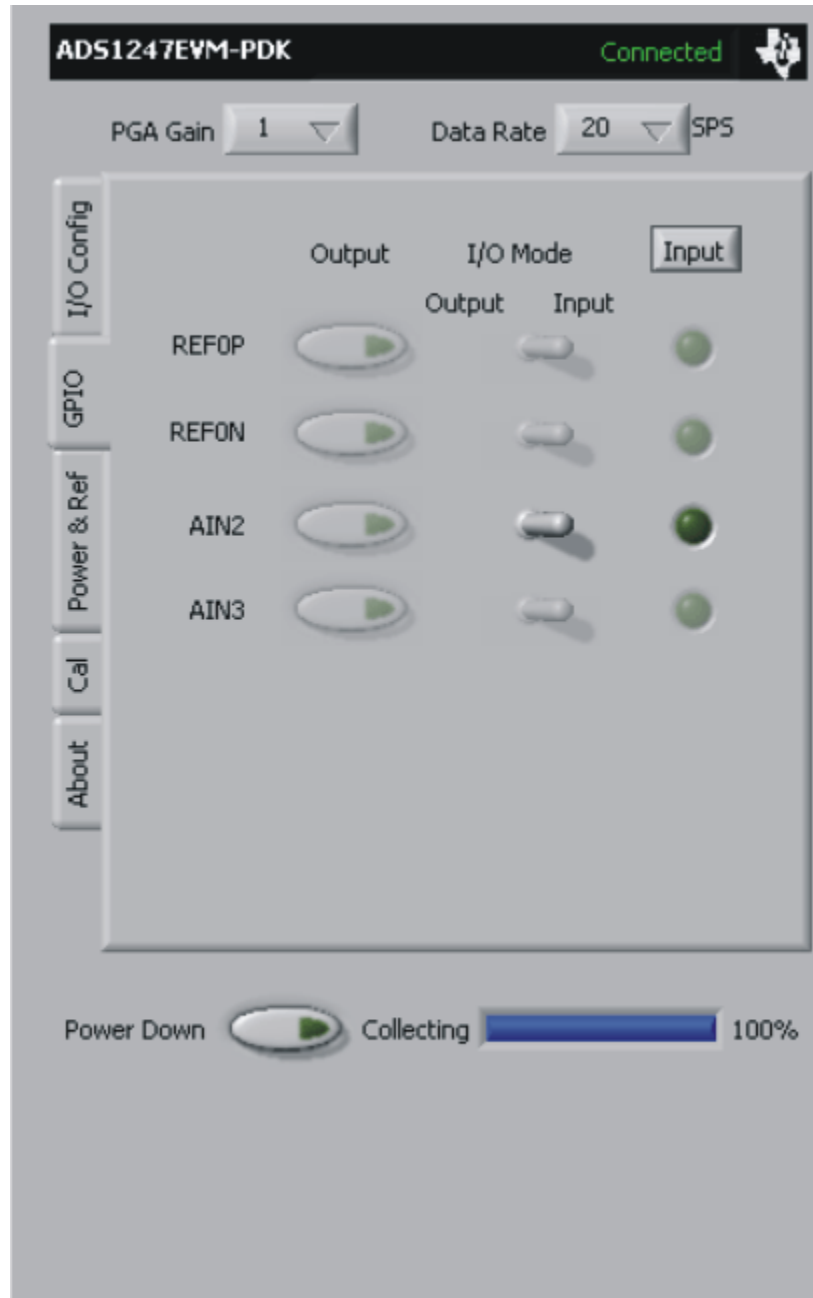 ADS1247EVM-PDK Connected
PGA Gain 1 Data Rate 20 SPS
I/O Config
GPIO
Power & Ref
Cal
About
Output I/O Mode Input
Output Input
REF0P
REF0N
AIN2
AIN3
Power Down Collecting 100%